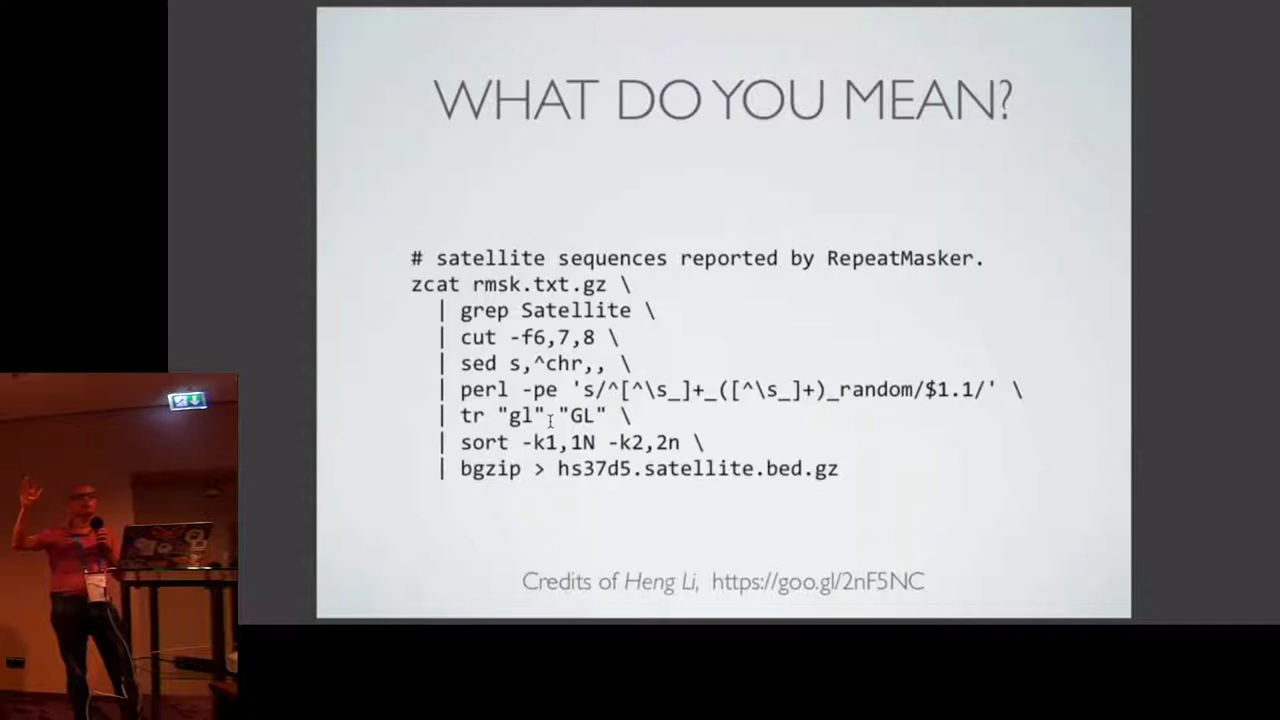 WHAT DO YOU MEAN?
# satellite sequences reported by RepeatMasker.
zcat rmsk.txt.gz \
| grep Satellite \
| cut -f6,7,8 \
| sed s,^chr,, \
| perl -pe 's/^[^\s_]+_([^\s_]+)_random/$1.1/' \
| tr "gl" "GL" \
| sort -k1,1N -k2,2n \
| bgzip > hs37d5.satellite.bed.gz
Credits of Heng Li, https://goo.gl/2nF5NC